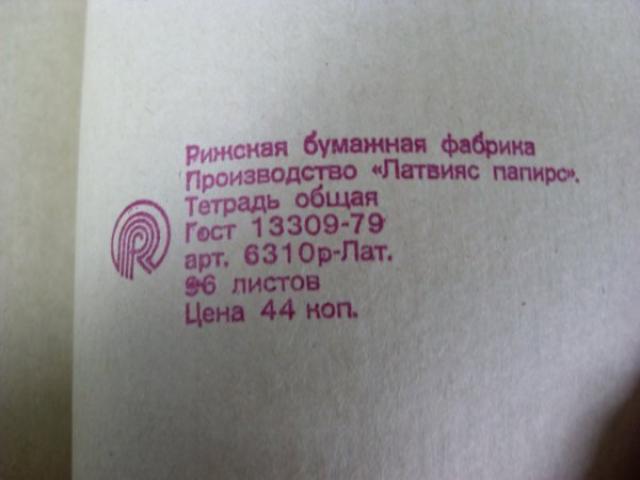 Рижская бумажная фабрика
Производство «Латвияс папирс».
Тетрадь общая
Гост 13309-79
арт. 6310р-Лат.
96 листов
Цена 44 коп.